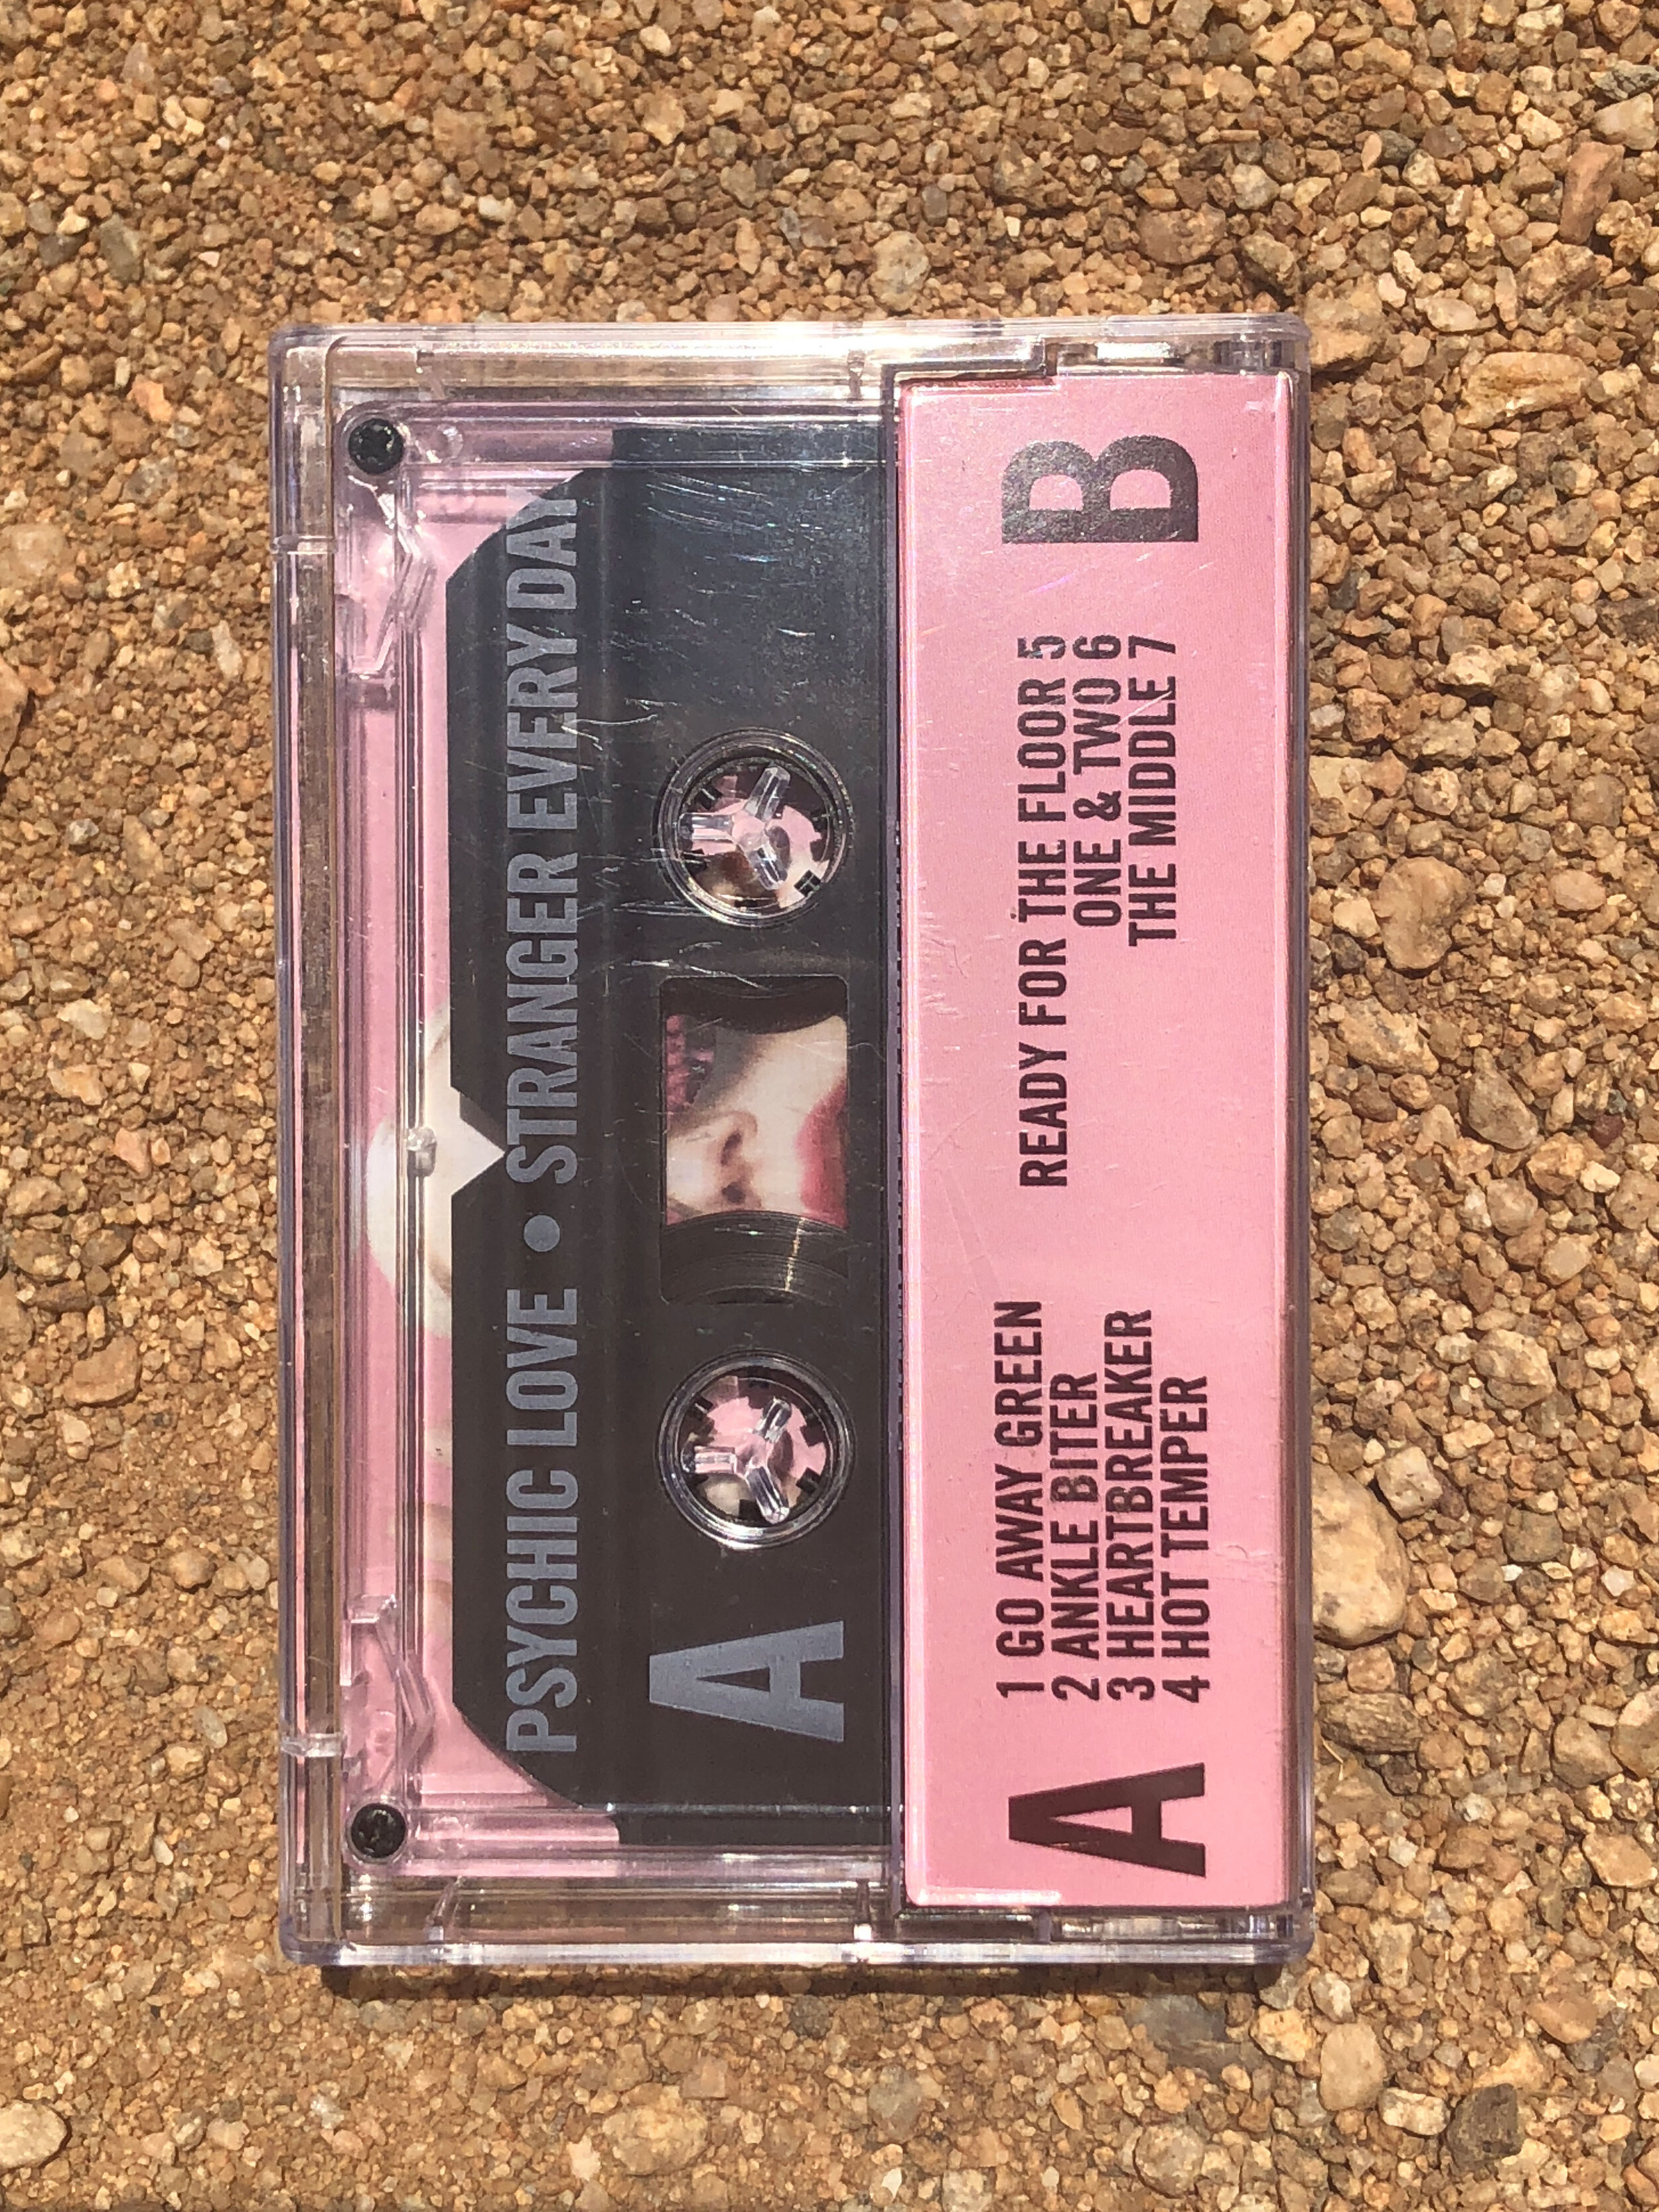 PSYCHIC LOVE • STRANGER EVERY DAY
A
A
1 GO AWAY GREEN
2 ANKLE BITER
3 HEARTBREAKER
4 HOT TEMPER
READY FOR THE FLOOR 5
ONE & TWO 6
THE MIDDLE 7
B